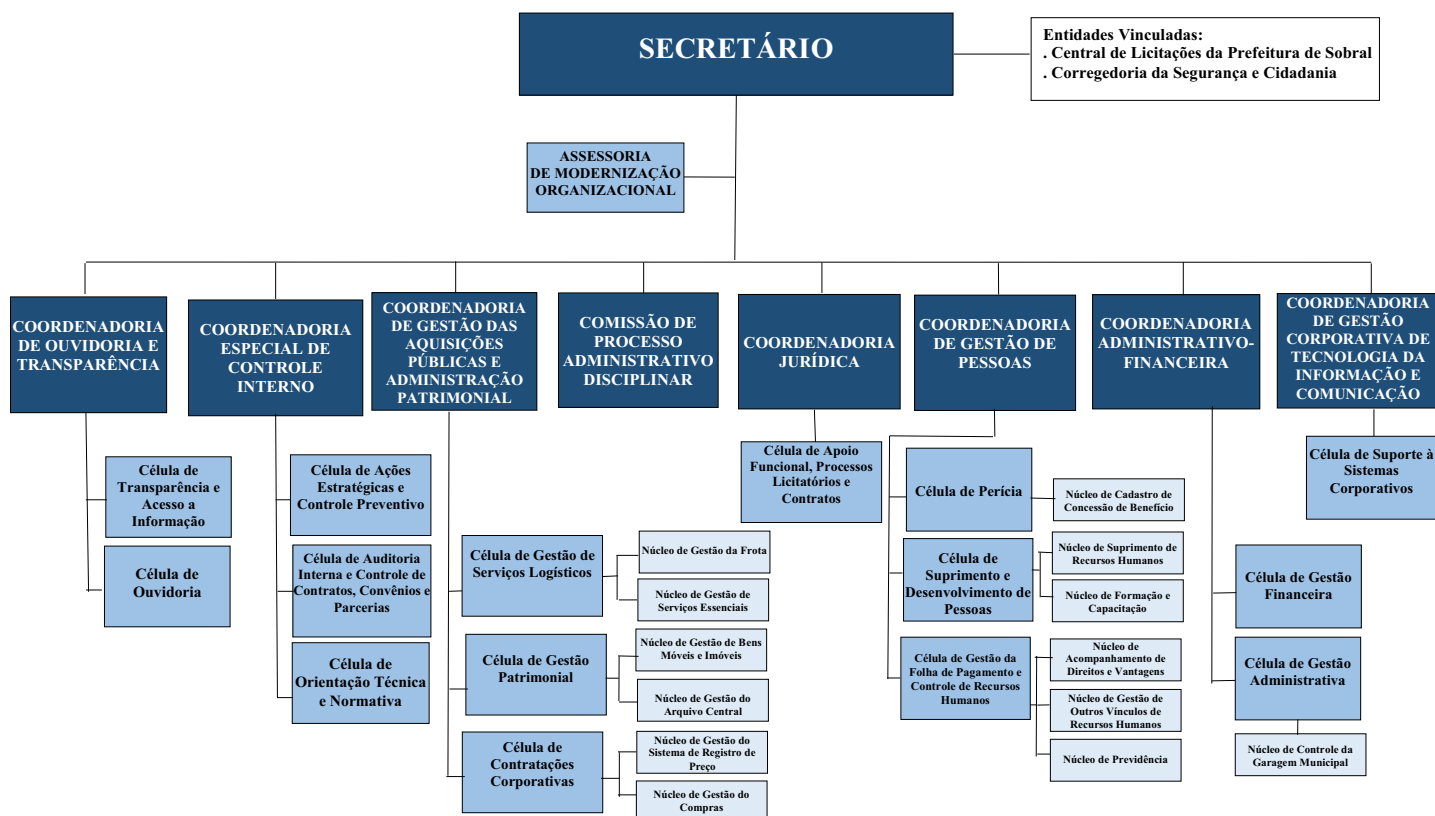 SECRETÁRIO
Entidades Vinculadas:
. Central de Licitações da Prefeitura de Sobral
. Corregedoria da Segurança e Cidadania
ASSESSORIA
DE MODERNIZAÇÃO
ORGANIZACIONAL
COORDENADORIA
DE OUVIDORIA E
TRANSPARÊNCIA
COORDENADORIA
ESPECIAL DE
CONTROLE
INTERNO
COORDENADORIA
DE GESTÃO DAS
AQUISIÇÕES
PÚBLICAS E
ADMINISTRAÇÃO
PATRIMONIAL
COMISSÃO DE
PROCESSO
ADMINISTRATIVO
DISCIPLINAR
COORDENADORIA
JURÍDICA
COORDENADORIA
DE GESTÃO DE
PESSOAS
COORDENADORIA
ADMINISTRATIVO-
FINANCEIRA
COORDENADORIA
DE GESTÃO
CORPORATIVA DE
TECNOLOGIA DA
INFORMAÇÃO E
COMUNICAÇÃO
Célula de
Transparência e
Acesso a
Informação
Célula de
Ouvidoria
Célula de Ações
Estratégicas e
Controle Preventivo
Célula de Auditoria
Interna e Controle de
Contratos, Convênios e
Parcerias
Célula de
Orientação Técnica
e Normativa
Célula de Gestão de
Serviços Logísticos
Núcleo de Gestão da Frota
Núcleo de Gestão de
Serviços Essenciais
Célula de Gestão
Patrimonial
Núcleo de Gestão de Bens
Móveis e Imóveis
Núcleo de Gestão do
Arquivo Central
Célula de
Contratações
Corporativas
Núcleo de Gestão do
Sistema de Registro de
Preço
Núcleo de Gestão do
Compras
Célula de Apoio
Funcional, Processos
Licitatórios e
Contratos
Célula de Perícia
Núcleo de Cadastro de
Concessão de Benefício
Célula de
Suprimento e
Desenvolvimento de
Pessoas
Núcleo de Suprimento de
Recursos Humanos
Núcleo de Formação e
Capacitação
Célula de Gestão da
Folha de Pagamento e
Controle de Recursos
Humanos
Núcleo de
Acompanhamento de
Direitos e Vantagens
Núcleo de Gestão de
Outros Vínculos de
Recursos Humanos
Núcleo de Previdência
Célula de Gestão
Financeira
Célula de Gestão
Administrativa
Núcleo de Controle da
Garagem Municipal
Célula de Suporte à
Sistemas
Corporativos